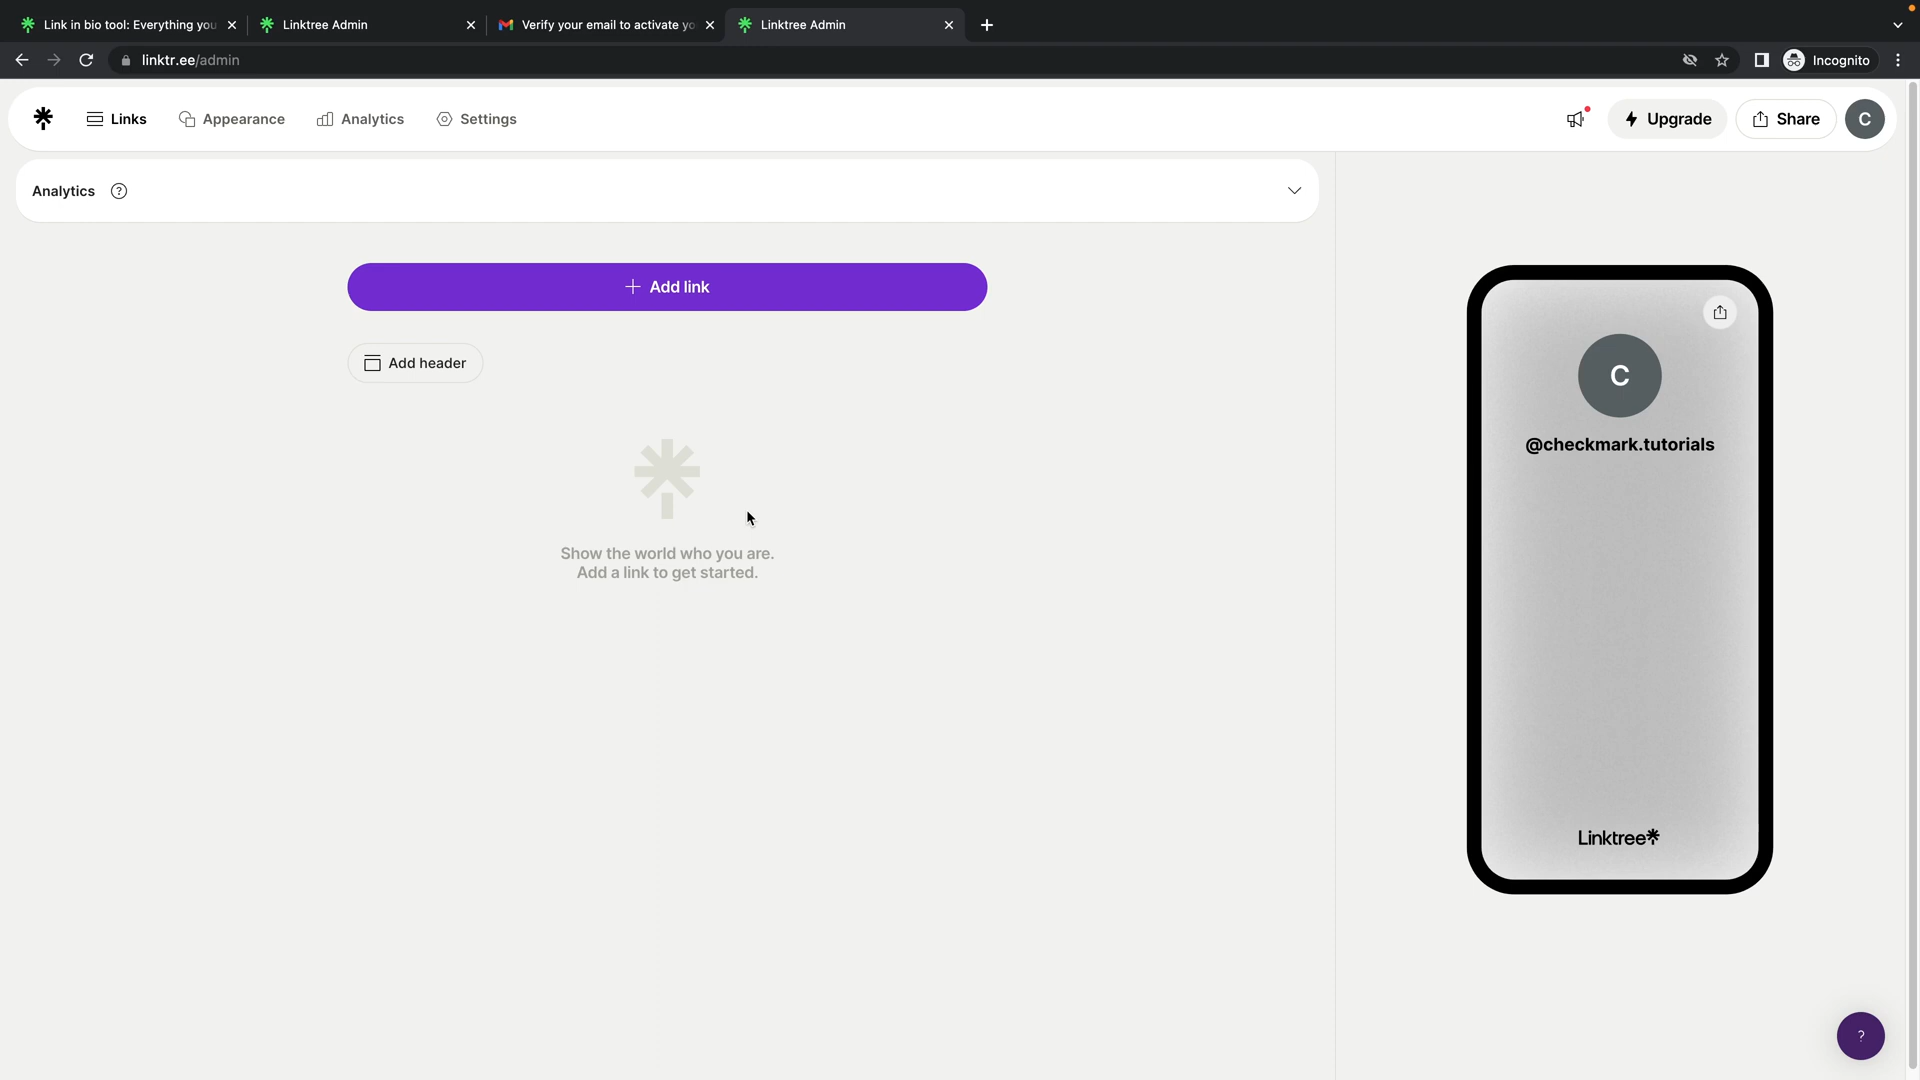 Link in bio tool: Everything you
Linktree Admin
Verify your email to activate yo
Linktree Admin
linktr.ee/admin
Incognito
Links
Appearance
Analytics
Settings
Upgrade
Share
C
Analytics ?
Add link
Add header
Show the world who you are.
Add a link to get started.
C
@checkmark.tutorials
Linktree
?